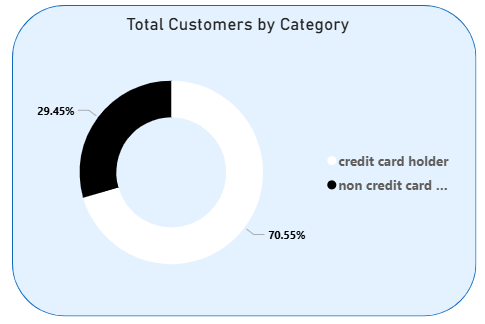 Total Customers by Category
29.45%
credit card holder
non credit card ...
70.55%